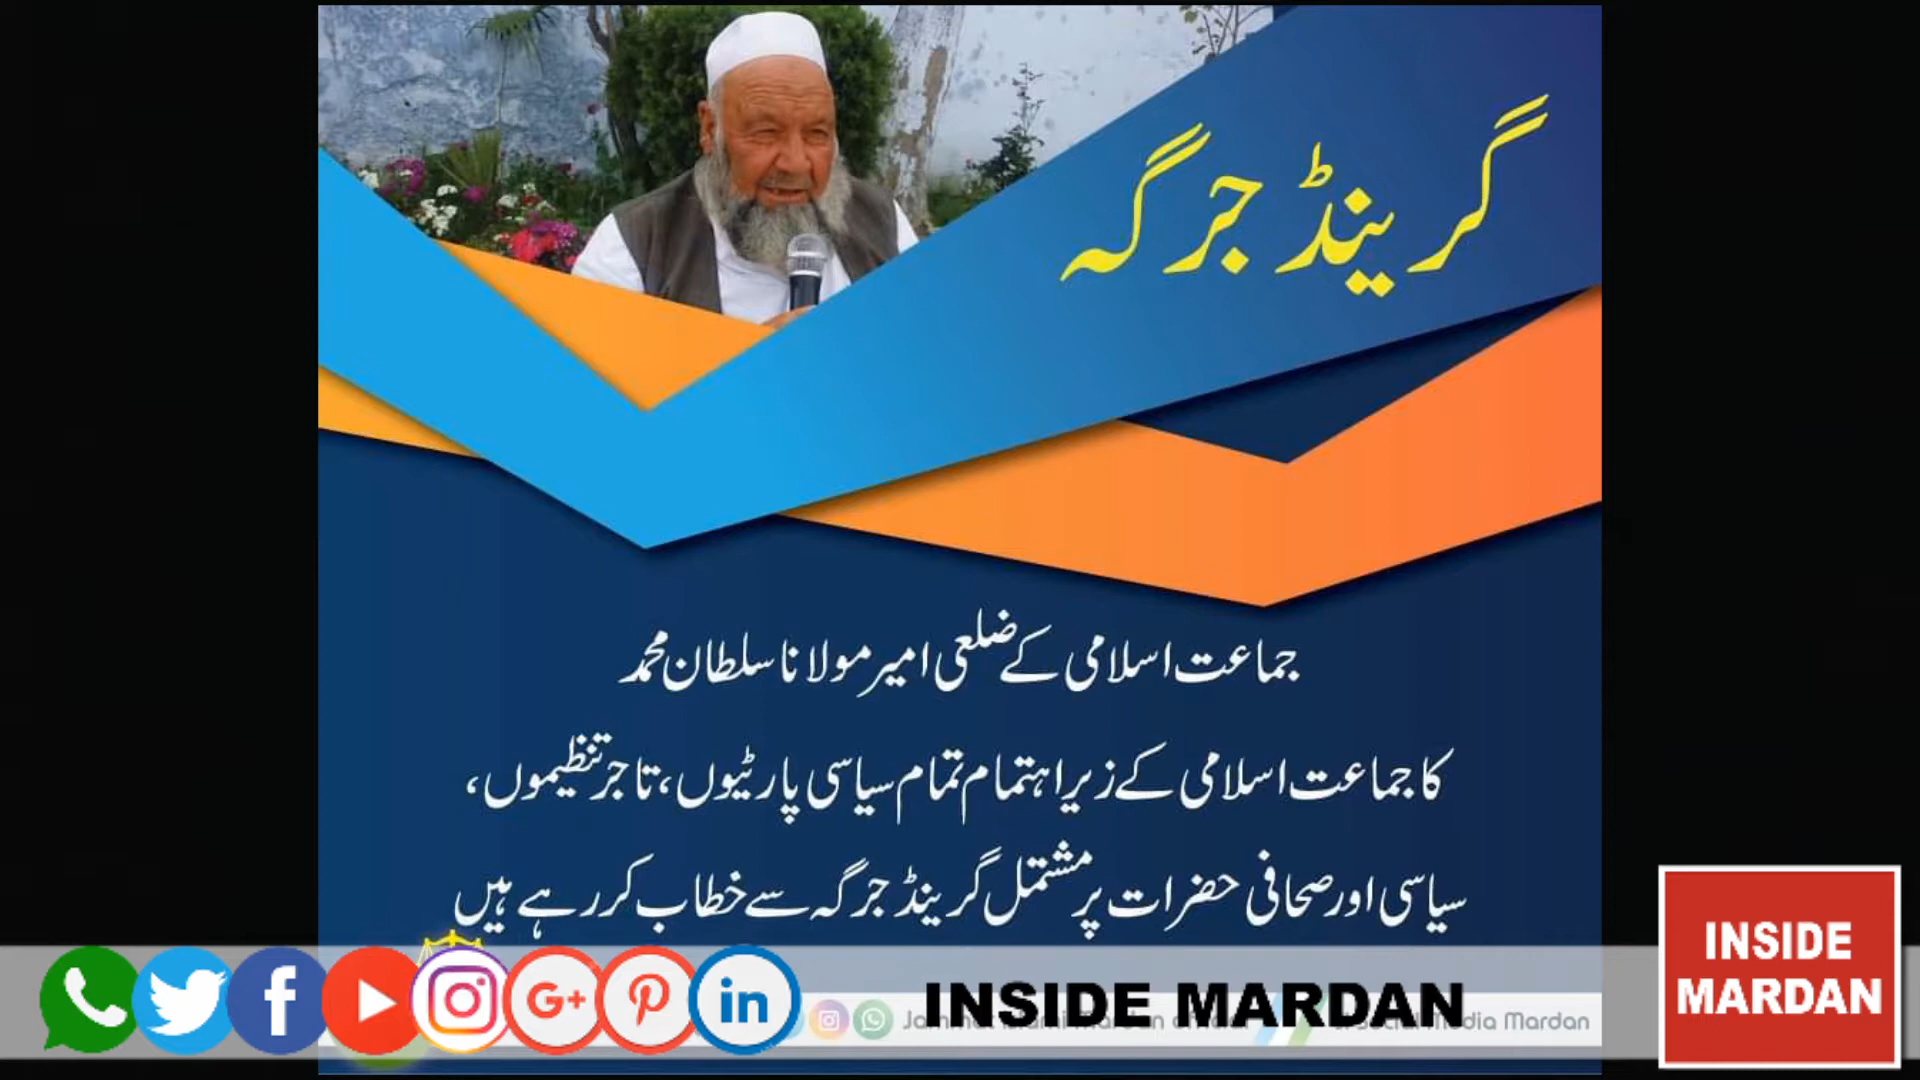 گرینڈ جرگہ
جماعت اسلامی کے ضلعی امیر مولانا سلطان محمد
کا جماعت اسلامی کے زیر اہتمام تمام سیاسی پارٹیوں، تاجر تنظیموں،
سیاسی اور صحافی حضرات پر مشتمل گرینڈ جرگہ سے خطاب کر رہے ہیں
INSIDE MARDAN
Media Mardan
INSIDE
MARDAN